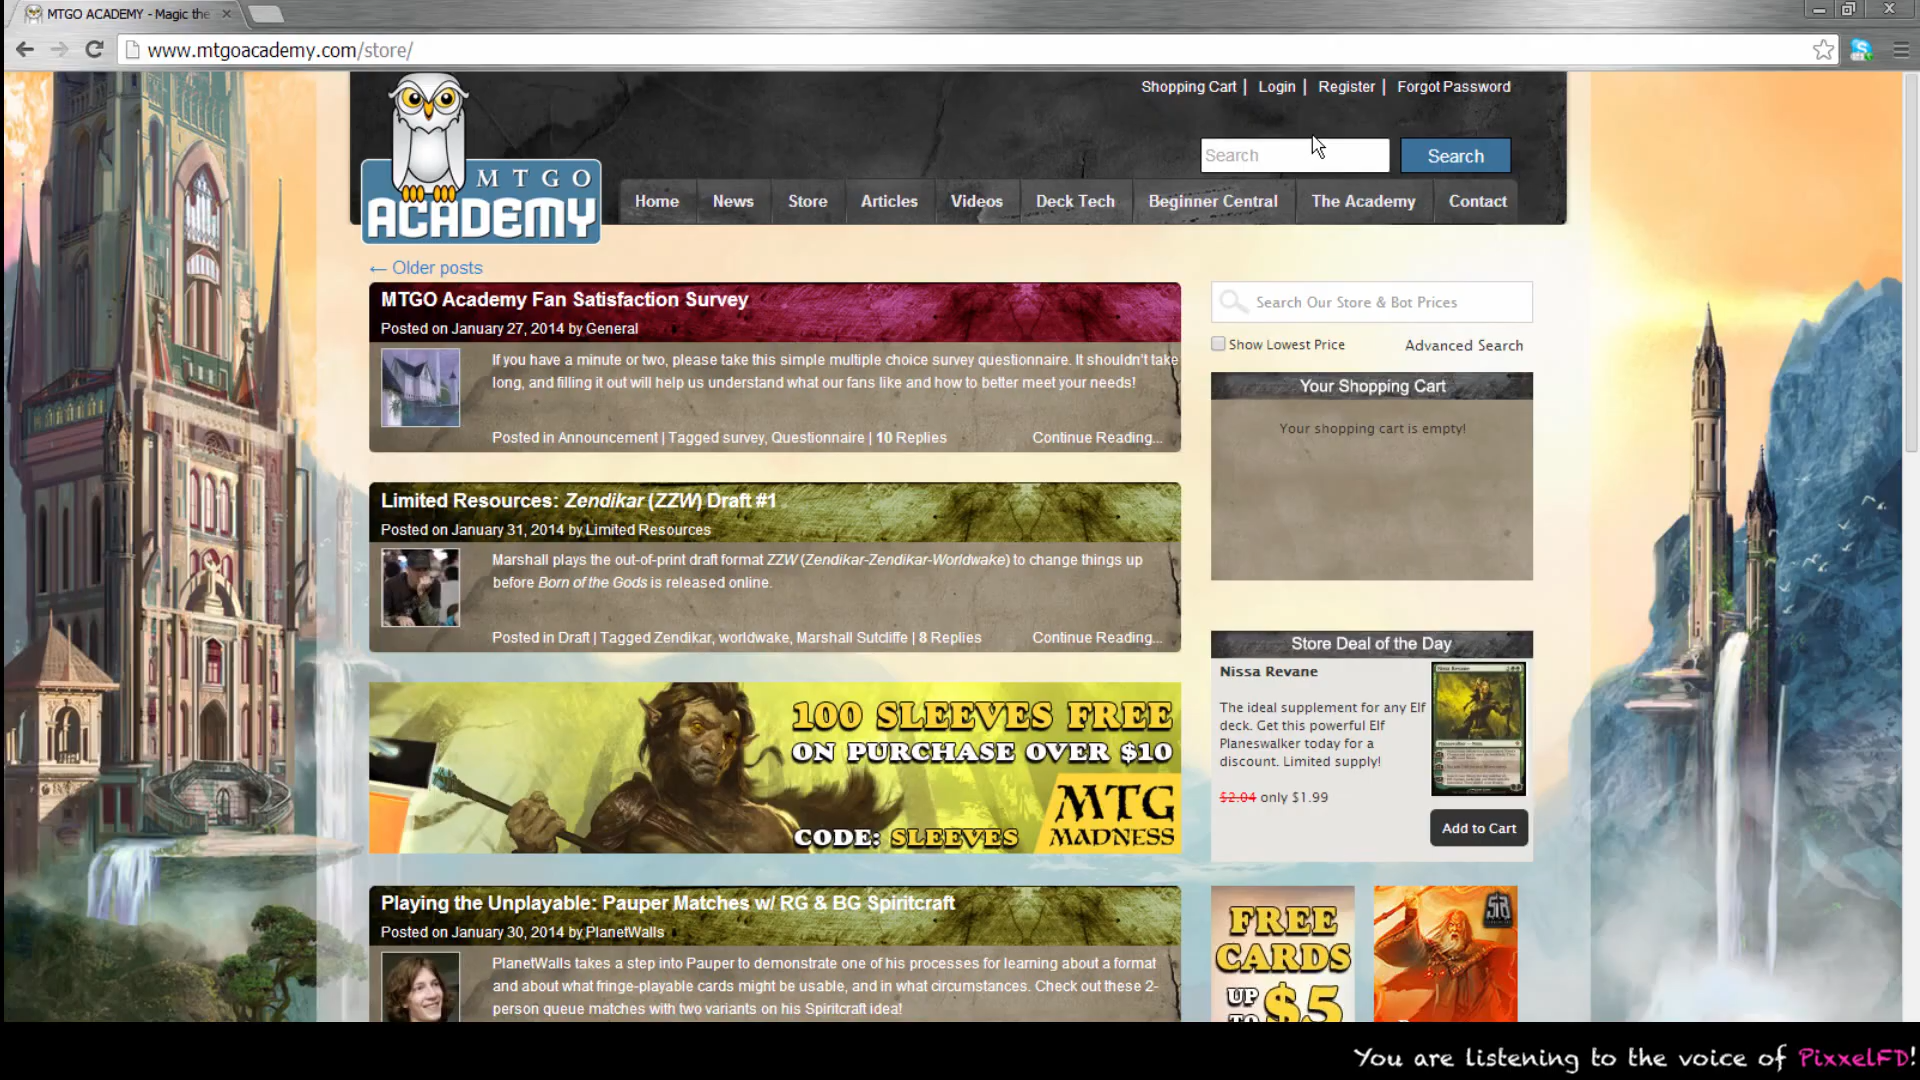 MTGO ACADEMY - Magic the
www.mtgoacademy.com/store/
Shopping Cart | Login | Register | Forgot Password
Search
Search
MTGO
ACADEMY
Home
News
Store
Articles
Videos
Deck Tech
Beginner Central
The Academy
Contact
← Older posts
MTGO Academy Fan Satisfaction Survey
Posted on January 27, 2014 by General
If you have a minute or two, please take this simple multiple choice survey questionnaire. It shouldn't take
long, and filling it out will help us understand what our fans like and how to better meet your needs!
Posted in Announcement | Tagged survey, Questionnaire | 10 Replies
Continue Reading...
Limited Resources: Zendikar (ZZW) Draft #1
Posted on January 31, 2014 by Limited Resources
Marshall plays the out-of-print draft format ZZW (Zendikar-Zendikar-Worldwake) to change things up
before Born of the Gods is released online.
Posted in Draft | Tagged Zendikar, worldwake, Marshall Sutcliffe | 8 Replies
Continue Reading...
100 SLEEVES FREE
ON PURCHASE OVER $10
MTG
MADNESS
CODE: SLEEVES
Playing the Unplayable: Pauper Matches w/ RG & BG Spiritcraft
Posted on January 30, 2014 by PlanetWalls
PlanetWalls takes a step into Pauper to demonstrate one of his processes for learning about a format
and about what fringe-playable cards might be usable, and in what circumstances. Check out these 2-
person queue matches with two variants on his Spiritcraft idea!
Search Our Store & Bot Prices
Show Lowest Price
Advanced Search
Your Shopping Cart
Your shopping cart is empty!
Store Deal of the Day
Nissa Revane
The ideal supplement for any Elf
deck. Get this powerful Elf
Planeswalker today for a
discount. Limited supply!
$2.04 only $1.99
Nissa Revane
Add to Cart
FREE
CARDS
UP
TO $5
You are listening to the voice of PixxelFD!